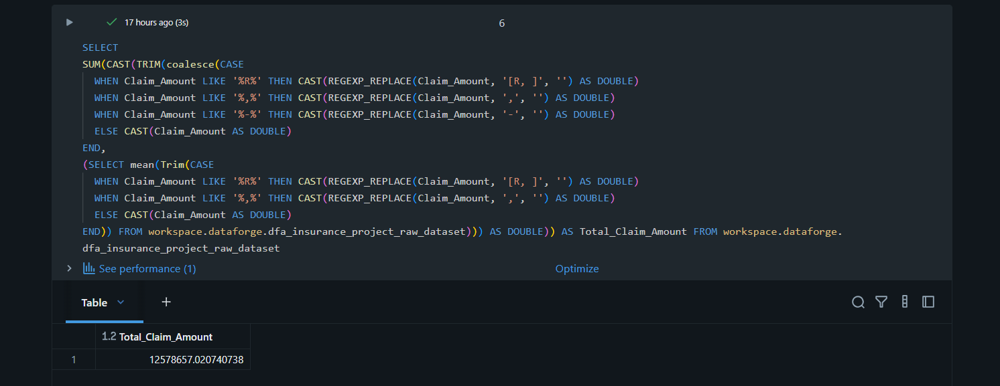 17 hours ago (3s)
6
SELECT
SUM(CAST(TRIM(coalesce(CASE
WHEN Claim_Amount LIKE '%R%' THEN CAST(REGEXP_REPLACE(Claim_Amount, '[R, ]', '') AS DOUBLE)
WHEN Claim_Amount LIKE '%,%' THEN CAST(REGEXP_REPLACE(Claim_Amount, ',', '') AS DOUBLE)
WHEN Claim_Amount LIKE '%-%' THEN CAST(REGEXP_REPLACE(Claim_Amount, '-', '') AS DOUBLE)
ELSE CAST(Claim_Amount AS DOUBLE)
END,
(SELECT mean(Trim(CASE
WHEN Claim_Amount LIKE '%R%' THEN CAST(REGEXP_REPLACE(Claim_Amount, '[R, ]', '') AS DOUBLE)
WHEN Claim_Amount LIKE '%,%' THEN CAST(REGEXP_REPLACE(Claim_Amount, ',', '') AS DOUBLE)
ELSE CAST(Claim_Amount AS DOUBLE)
END)) FROM workspace.dataforge.dfa_insurance_project_raw_dataset))) AS DOUBLE)) AS Total_Claim_Amount FROM workspace.dataforge.
dfa_insurance_project_raw_dataset
See performance (1)
Optimize
Table
+
1.2 Total_Claim_Amount
1 12578657.020740738